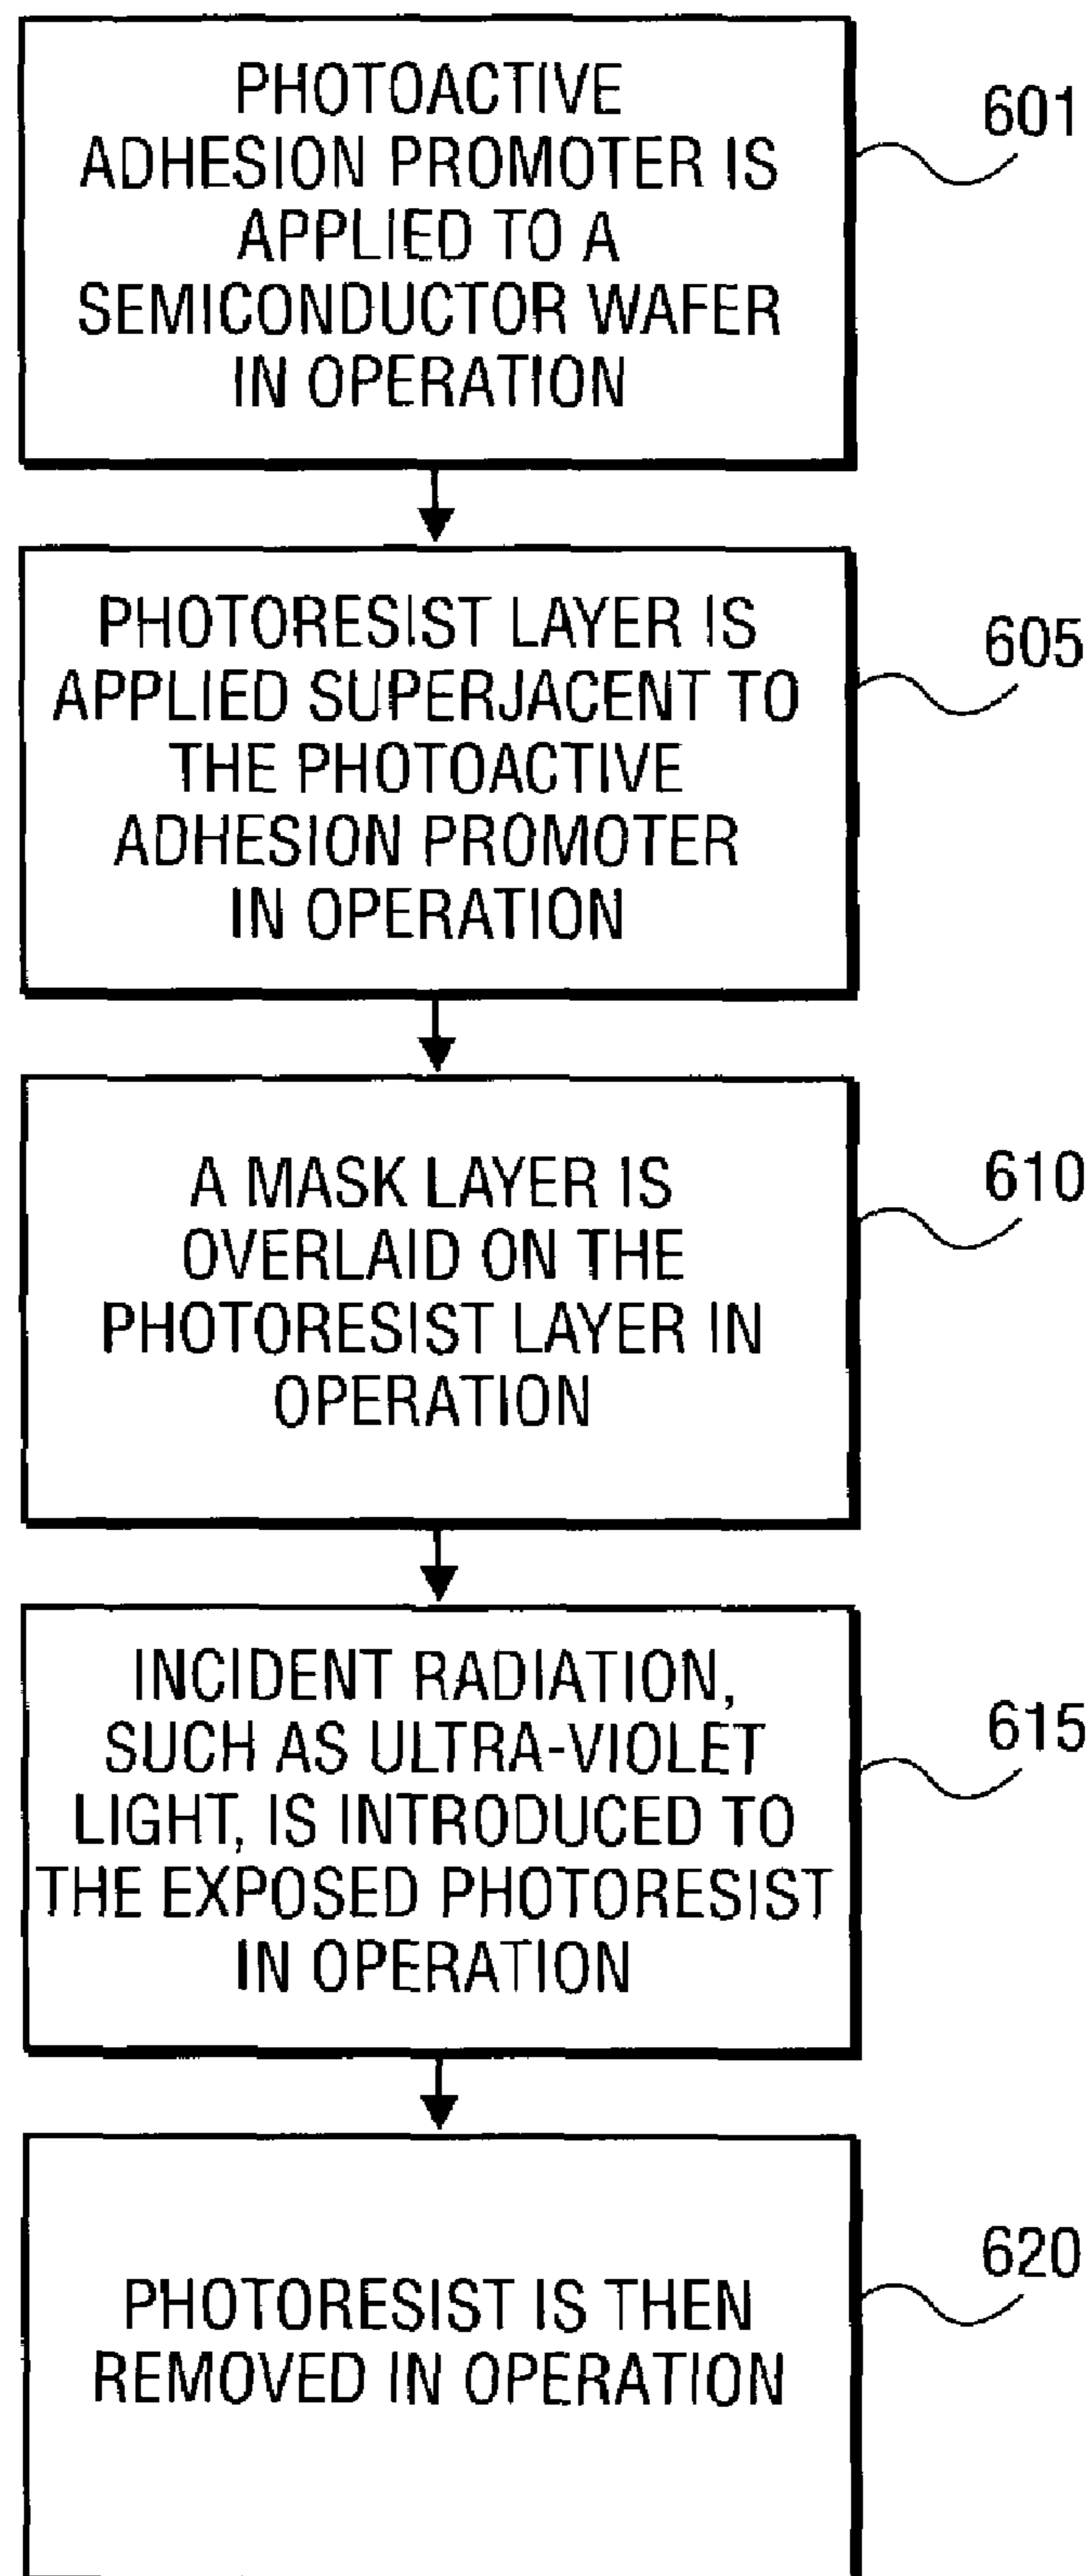 PHOTOACTIVE
ADHESION PROMOTER IS
APPLIED TO A
SEMICONDUCTOR WAFER
IN OPERATION
601
PHOTORESIST LAYER IS
APPLIED SUPERJACENT TO
THE PHOTOACTIVE
ADHESION PROMOTER
IN OPERATION
605
A MASK LAYER IS
OVERLAID ON THE
PHOTORESIST LAYER IN
OPERATION
610
INCIDENT RADIATION,
SUCH AS ULTRA-VIOLET
LIGHT, IS INTRODUCED TO
THE EXPOSED PHOTORESIST
IN OPERATION
615
PHOTORESIST IS THEN
REMOVED IN OPERATION
620